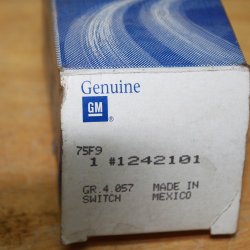 Genuine
GM
75F9
1 #1242101
GR.4.057 MADE IN
SWITCH MEXICO